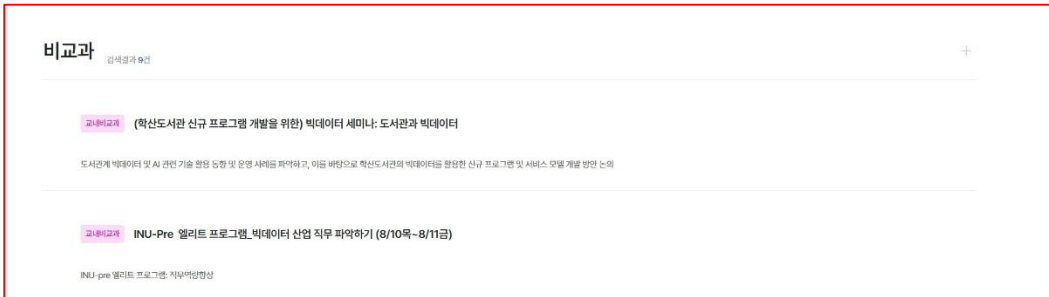 비교과 검색결과 9건
교내비교과 (학산도서관 신규 프로그램 개발을 위한) 빅데이터 세미나: 도서관과 빅데이터
도서관계 빅데이터 및 AI 관련 기술 활용 동향 및 운영 사례를 파악하고, 이를 바탕으로 학산도서관의 빅데이터를 활용한 신규 프로그램 및 서비스 모델 개발 방안 논의
교내비교과 INU-Pre 엘리트 프로그램_빅데이터 산업 직무 파악하기 (8/10목~8/11금)
INU-pre 엘리트 프로그램: 직무역량향상